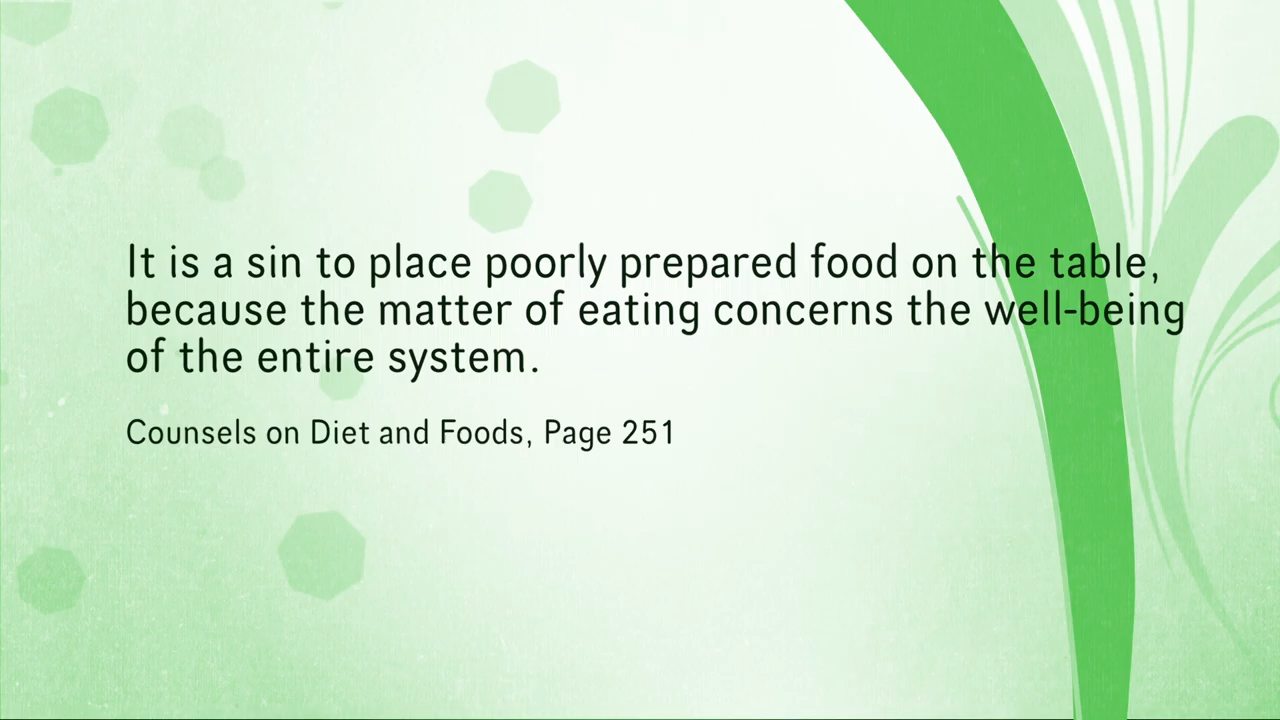 It is a sin to place poorly prepared food on the table,
because the matter of eating concerns the well-being
of the entire system.
Counsels on Diet and Foods, Page 251